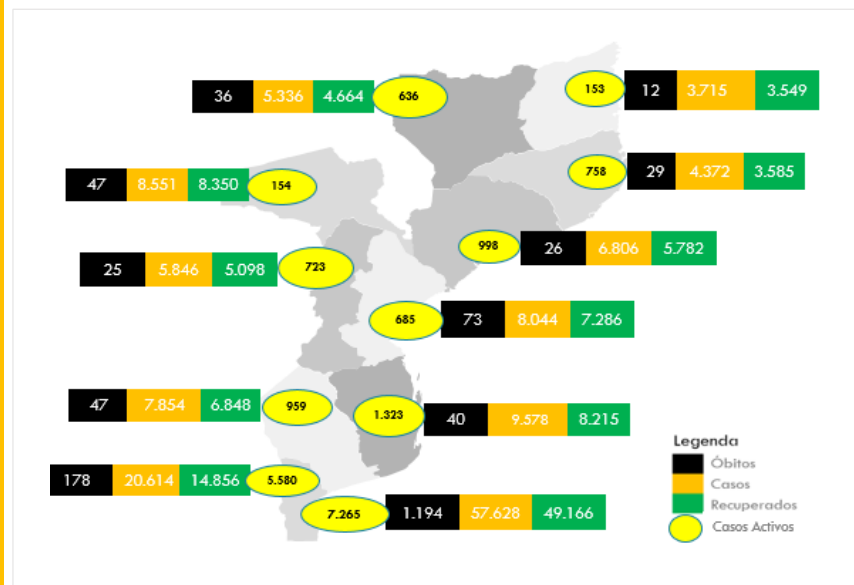 36 5.336 4.664 636
153 12 3.715 3.549
47 8.551 8.350 154
758 29 4.372 3.585
998 26 6.806 5.782
25 5.846 5.098 723
685 73 8.044 7.286
47 7.854 6.848 959
1.323 40 9.578 8.215
178 20.614 14.856 5.580
7.265 1.194 57.628 49.166
Legenda
Óbitos
Casos
Recuperados
Casos Activos